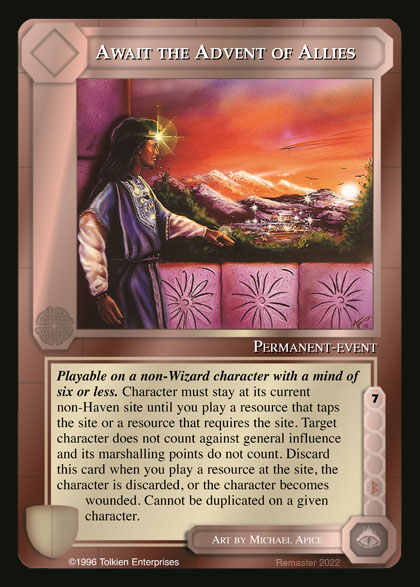 AWAIT THE ADVENT OF ALLIES
PERMANENT-EVENT
Playable on a non-Wizard character with a mind of
six or less. Character must stay at its current
non-Haven site until you play a resource that taps
the site or a resource that requires the site. Target
character does not count against general influence
and its marshalling points do not count. Discard
this card when you play a resource at the site, the
character is discarded, or the character becomes
wounded. Cannot be duplicated on a given
character.
7
ART BY MICHAEL APICE
©1996 Tolkien Enterprises
Remaster 2022